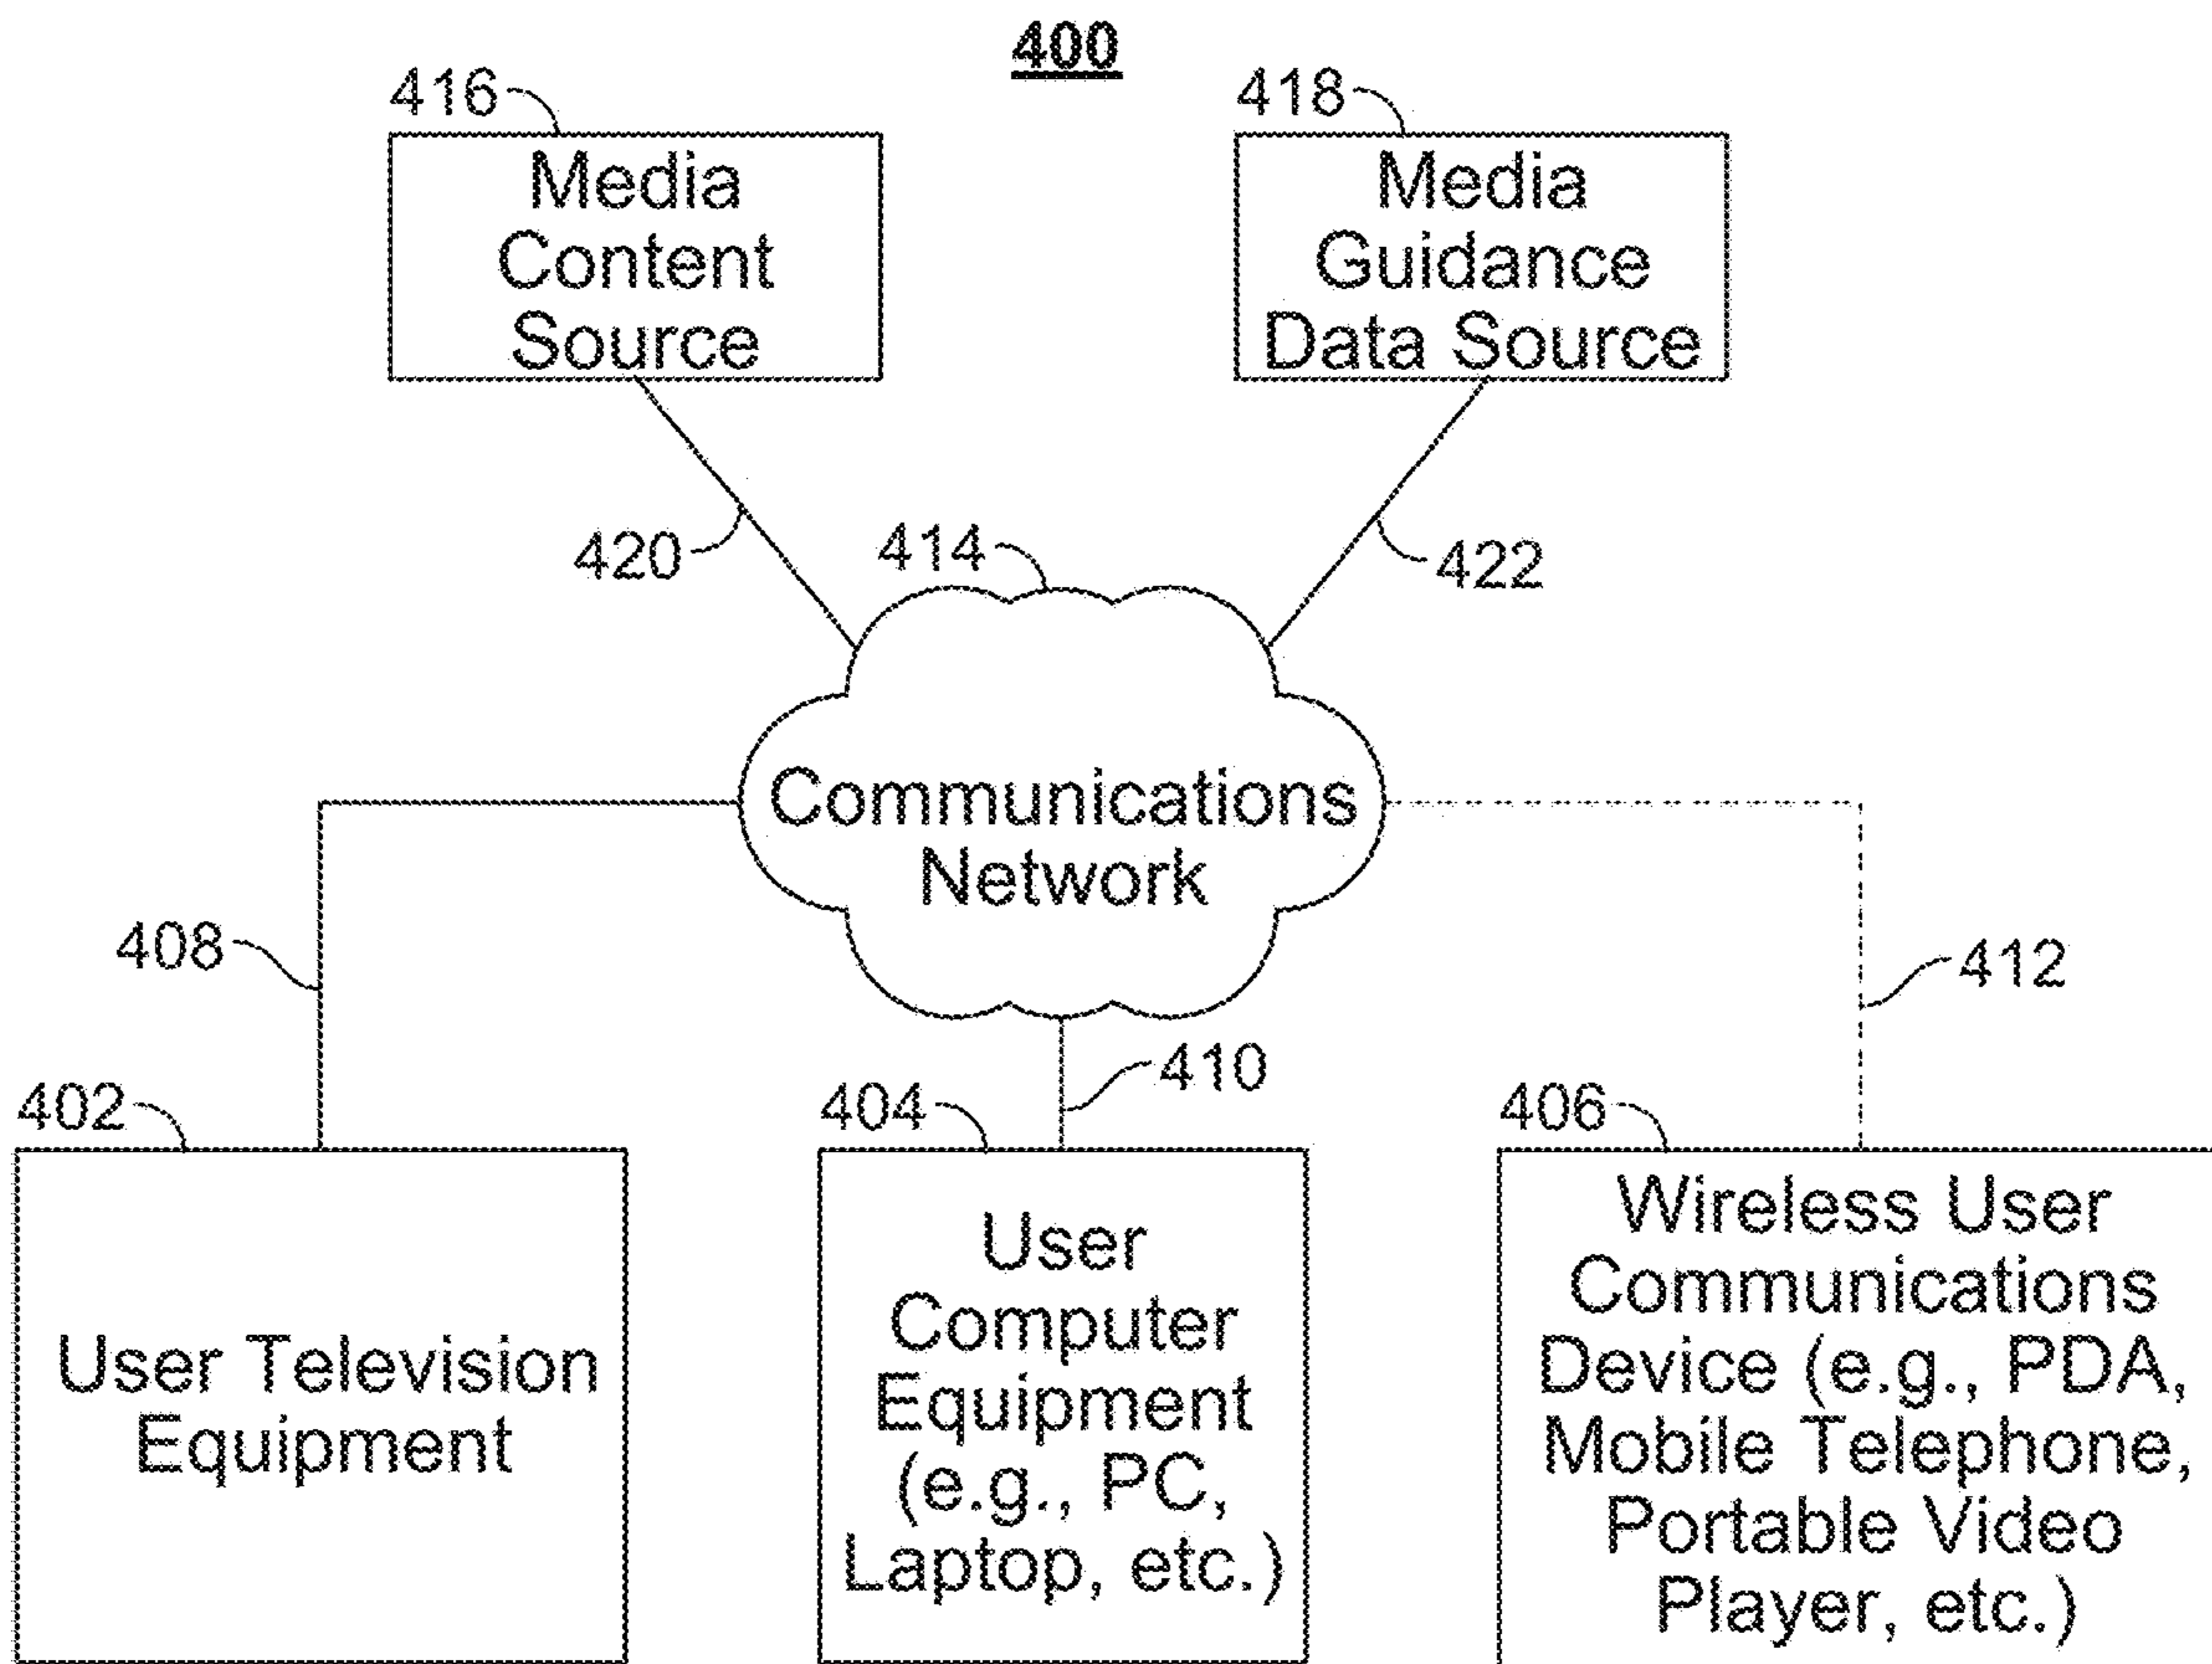 400
416
418
Media
Content
Source
Media
Guidance
Data Source
420
414
422
Communications
Network
408
412
410
402
404
406
User Television
Equipment
User
Computer
Equipment
(e.g., PC,
Laptop, etc.)
Wireless User
Communications
Device (e.g., PDA,
Mobile Telephone,
Portable Video
Player, etc.)